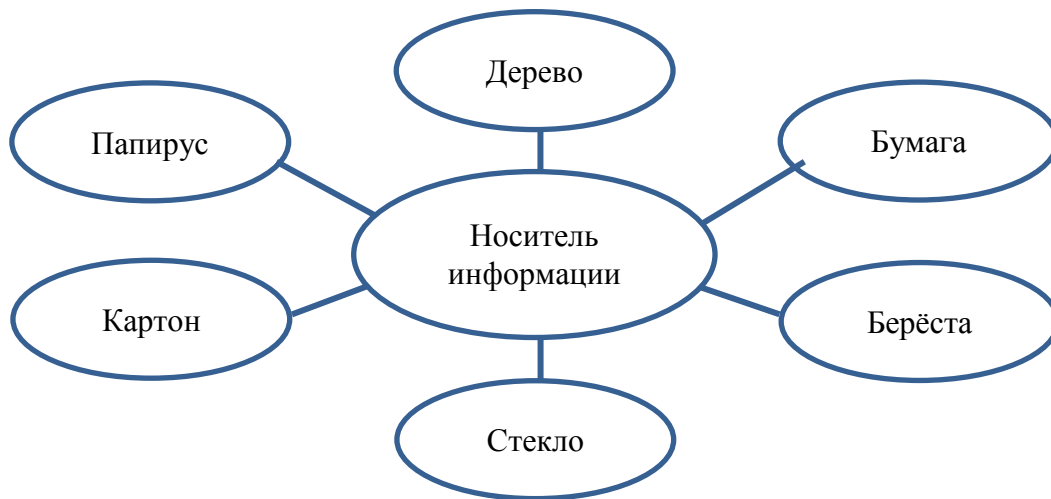 Дерево
Папирус
Бумага
Носитель
информации
Картон
Берёста
Стекло